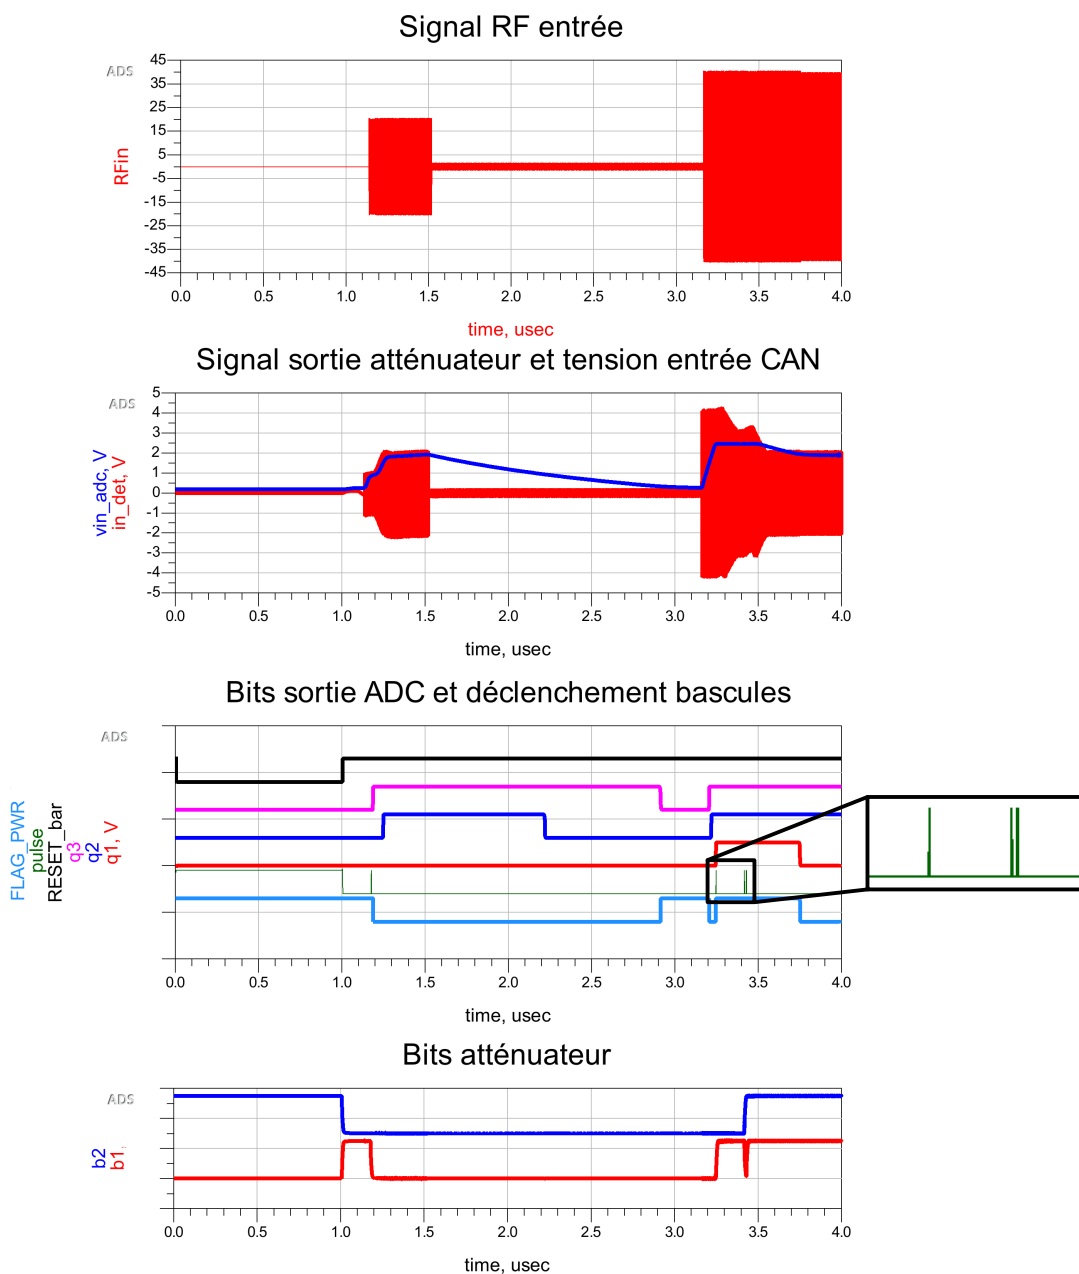 Signal RF entrée
ADS
RFin
45
35
25
15
5
-5
-15
-25
-35
-45
0.0 0.5 1.0 1.5 2.0 2.5 3.0 3.5 4.0
time, usec
Signal sortie atténuateur et tension entrée CAN
ADS
vin_adc, V
in_det, V
5
4
3
2
1
0
-1
-2
-3
-4
-5
0.0 0.5 1.0 1.5 2.0 2.5 3.0 3.5 4.0
time, usec
Bits sortie ADC et déclenchement bascules
ADS
FLAG_PWR
pulse
RESET_bar
q3
q2
q1, V
0.0 0.5 1.0 1.5 2.0 2.5 3.0 3.5 4.0
time, usec
Bits atténuateur
ADS
b2
b1,
0.0 0.5 1.0 1.5 2.0 2.5 3.0 3.5 4.0
time, usec